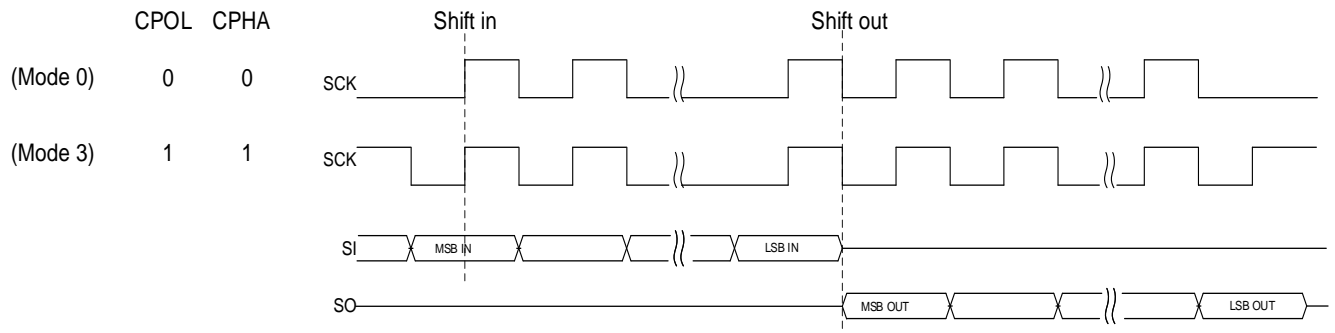 CPOL CPHA Shift in Shift out
(Mode 0) 0 0 SCK
(Mode 3) 1 1 SCK
SI MSB IN LSB IN
SO MSB OUT LSB OUT